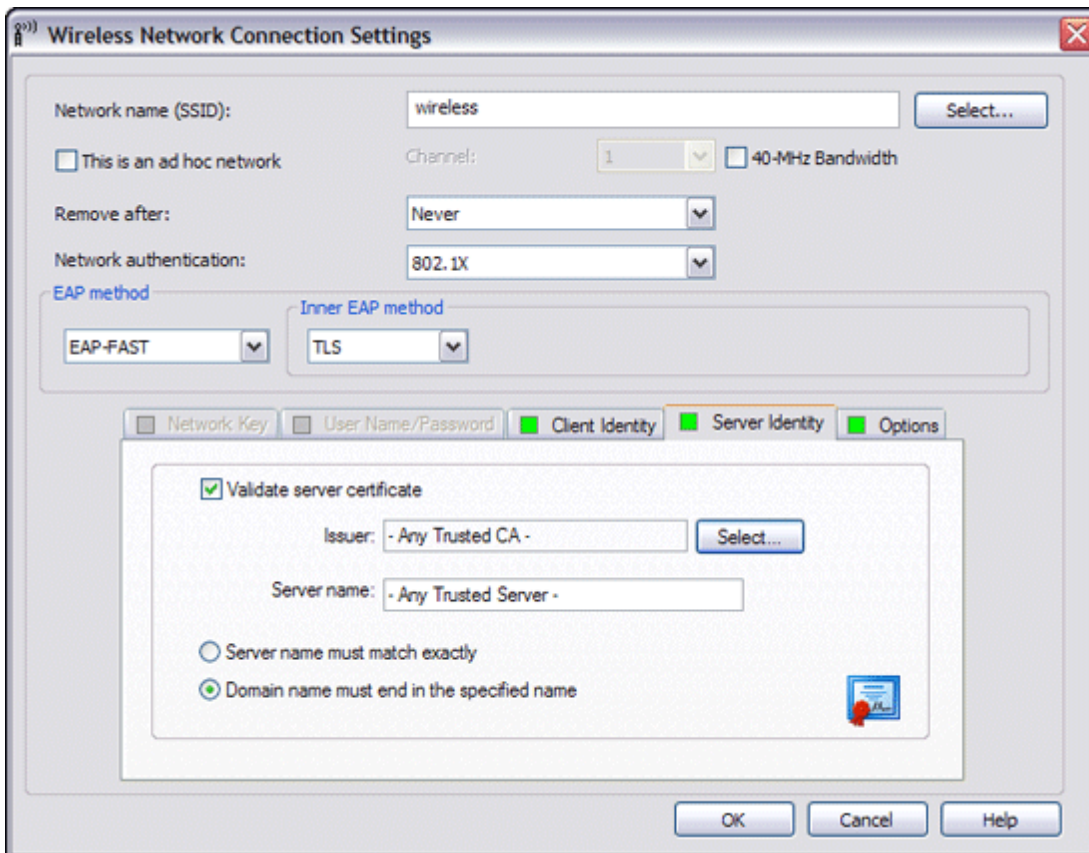 Wireless Network Connection Settings
Network name (SSID): wireless Select...
This is an ad hoc network Channel: 1 40-MHz Bandwidth
Remove after: Never
Network authentication: 802.1X
EAP method
Inner EAP method
EAP-FAST TLS
Network Key User Name/Password Client Identity Server Identity Options
Validate server certificate
Issuer: - Any Trusted CA - Select...
Server name: - Any Trusted Server -
Server name must match exactly
Domain name must end in the specified name
OK Cancel Help